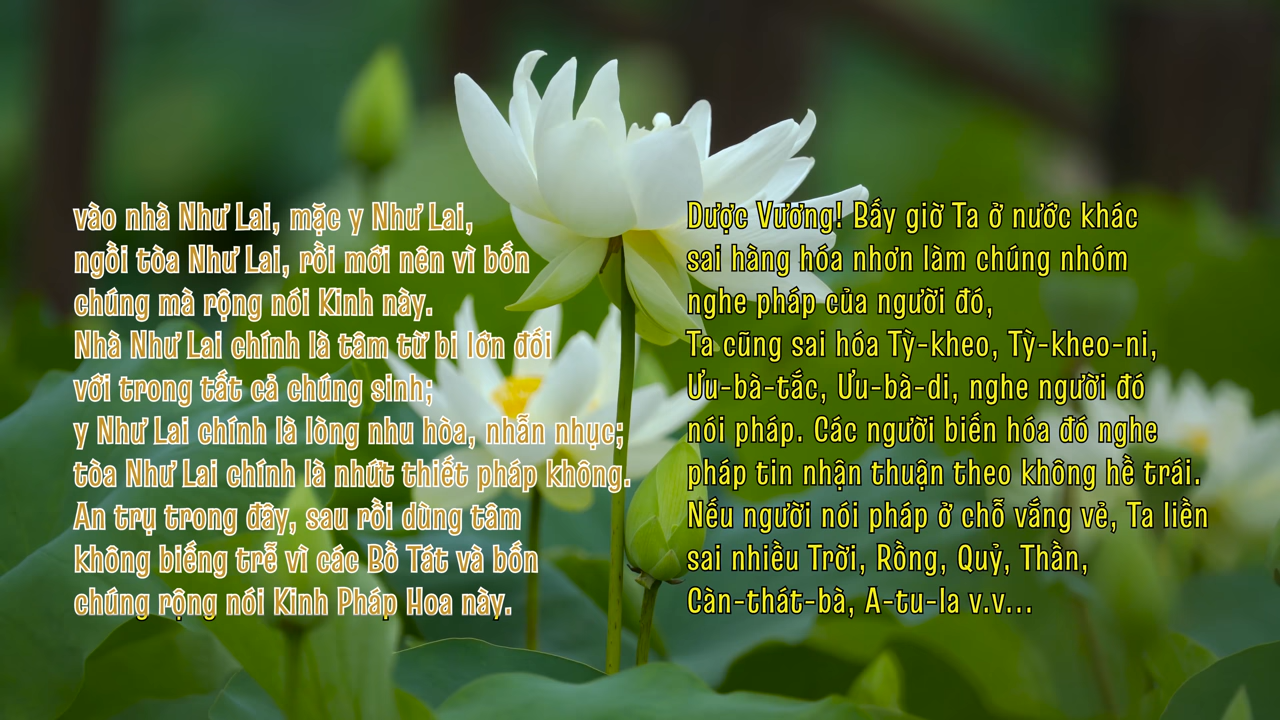 vào nhà Như Lai, mặc y Như Lai,
ngồi tòa Như Lai, rồi mới nên vì bốn
chúng mà rộng nói Kinh này.
Nhà Như Lai chính là tâm từ bi lớn đối
với trong tất cả chúng sinh;
y Như Lai chính là lòng nhu hòa, nhẫn nhục;
tòa Như Lai chính là nhứt thiết pháp không.
An trụ trong đây, sau rồi dùng tâm
không biếng trễ vì các Bồ Tát và bốn
chúng rộng nói Kinh Pháp Hoa này.
Dược Vương! Bấy giờ Ta ở nước khác
sai hàng hóa nhơn làm chúng nhóm
nghe pháp của người đó,
Ta cũng sai hóa Tỳ-kheo, Tỳ-kheo-ni,
Ưu-bà-tắc, Ưu-bà-di, nghe người đó
nói pháp. Các người biến hóa đó nghe
pháp tin nhận thuận theo không hề trái.
Nếu người nói pháp ở chỗ vắng vẻ, Ta liền
sai nhiều Trời, Rồng, Quỷ, Thần,
Càn-thát-bà, A-tu-la v.v...